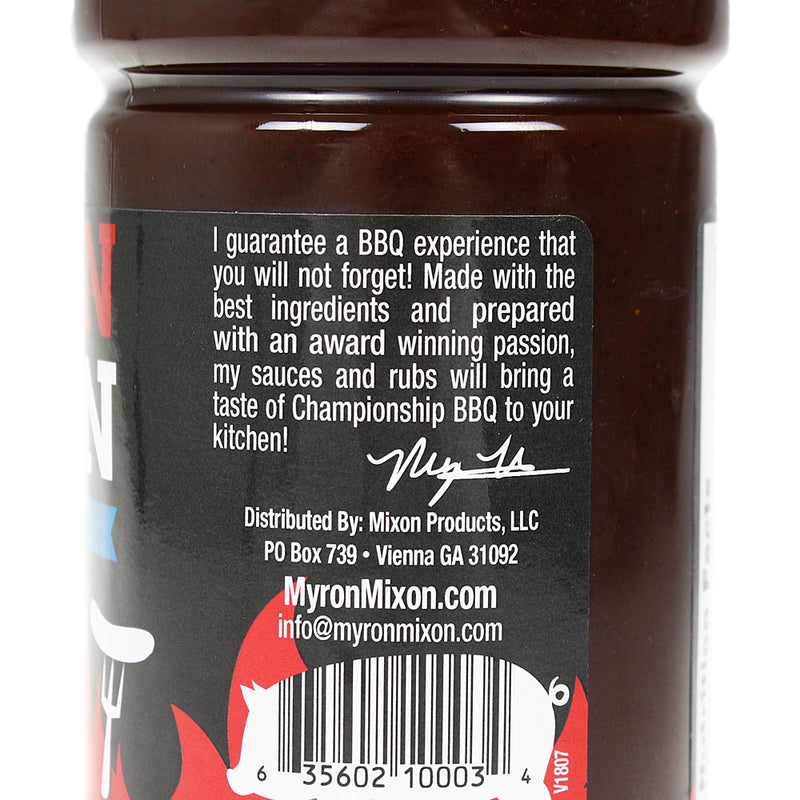 N
N
I guarantee a BBQ experience that
you will not forget! Made with the
best ingredients and prepared
with an award winning passion,
my sauces and rubs will bring a
taste of Championship BBQ to your
kitchen!
Distributed By: Mixon Products, LLC
PO Box 739 • Vienna GA 31092
MyronMixon.com
info@myronmixon.com
6 35602 10003 4
V1807
Nutrition Facts